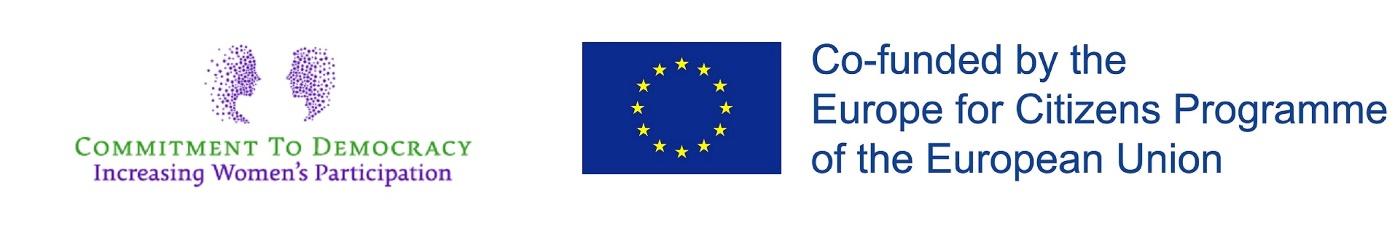 COMMITMENT TO DEMOCRACY
Increasing Women's Participation
Co-funded by the
Europe for Citizens Programme
of the European Union